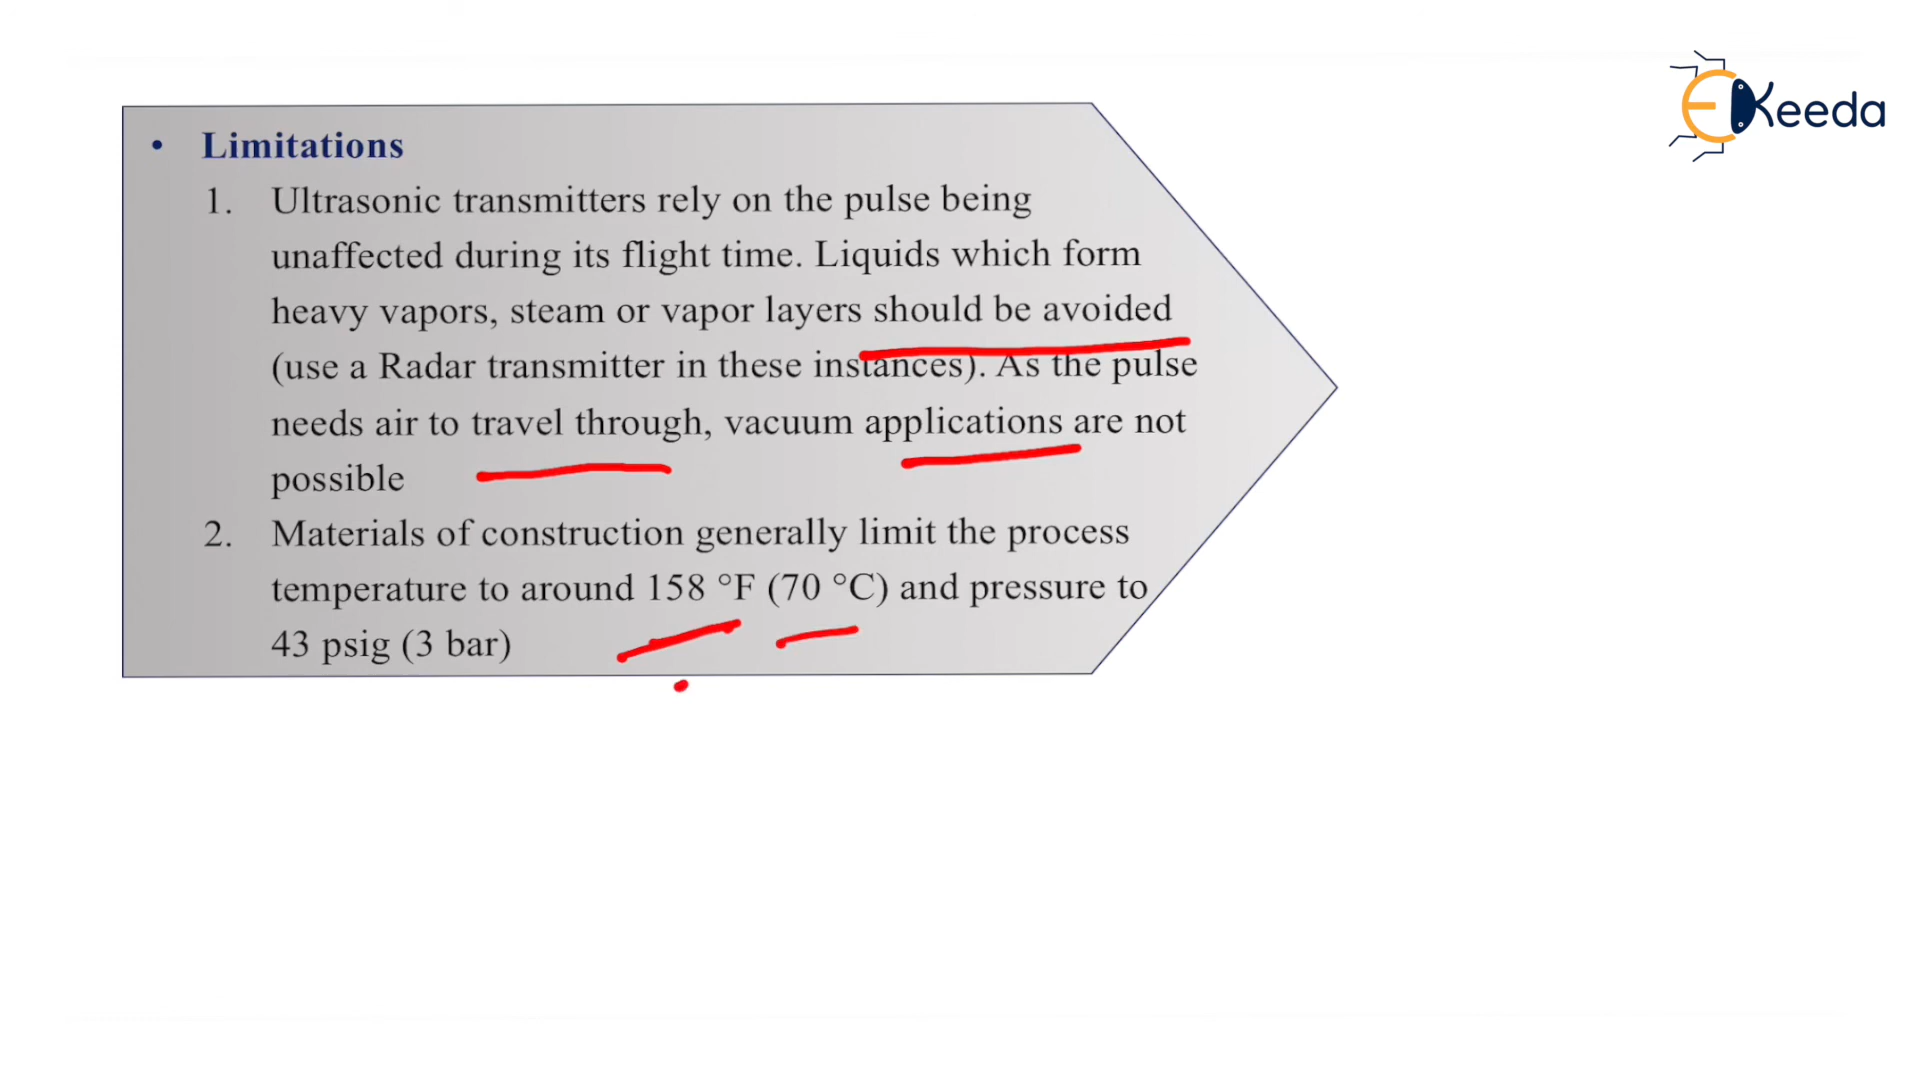 EKeeda
• Limitations
1. Ultrasonic transmitters rely on the pulse being
unaffected during its flight time. Liquids which form
heavy vapors, steam or vapor layers should be avoided
(use a Radar transmitter in these instances). As the pulse
needs air to travel through, vacuum applications are not
possible
2. Materials of construction generally limit the process
temperature to around 158 °F (70 °C) and pressure to
43 psig (3 bar)